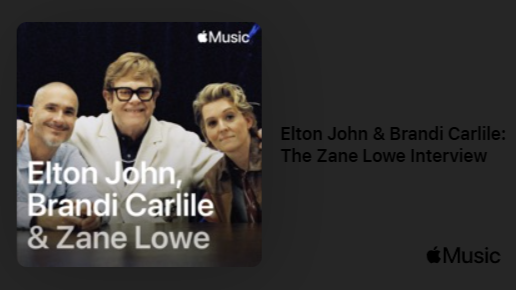 Music
Elton John,
Brandi Carlile
& Zane Lowe
Elton John & Brandi Carlile:
The Zane Lowe Interview
Music